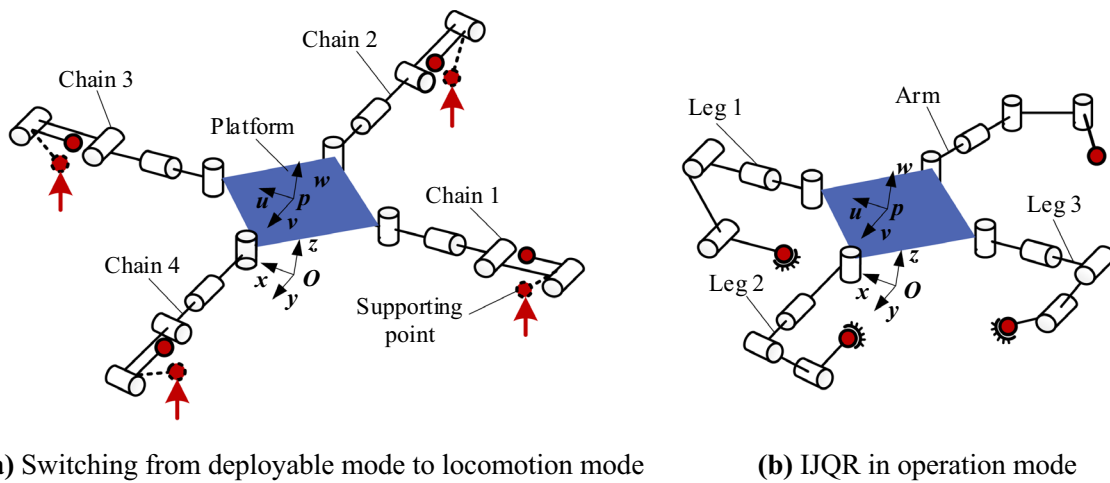 Chain 2
Chain 3
Platform
w
u
p
v
Chain 1
z
Chain 4
x
O
y
Supporting
point
Arm
Leg 1
w
u
p
v
Leg 3
z
x
O
Leg 2
y
) Switching from deployable mode to locomotion mode
(b) IJQR in operation mode